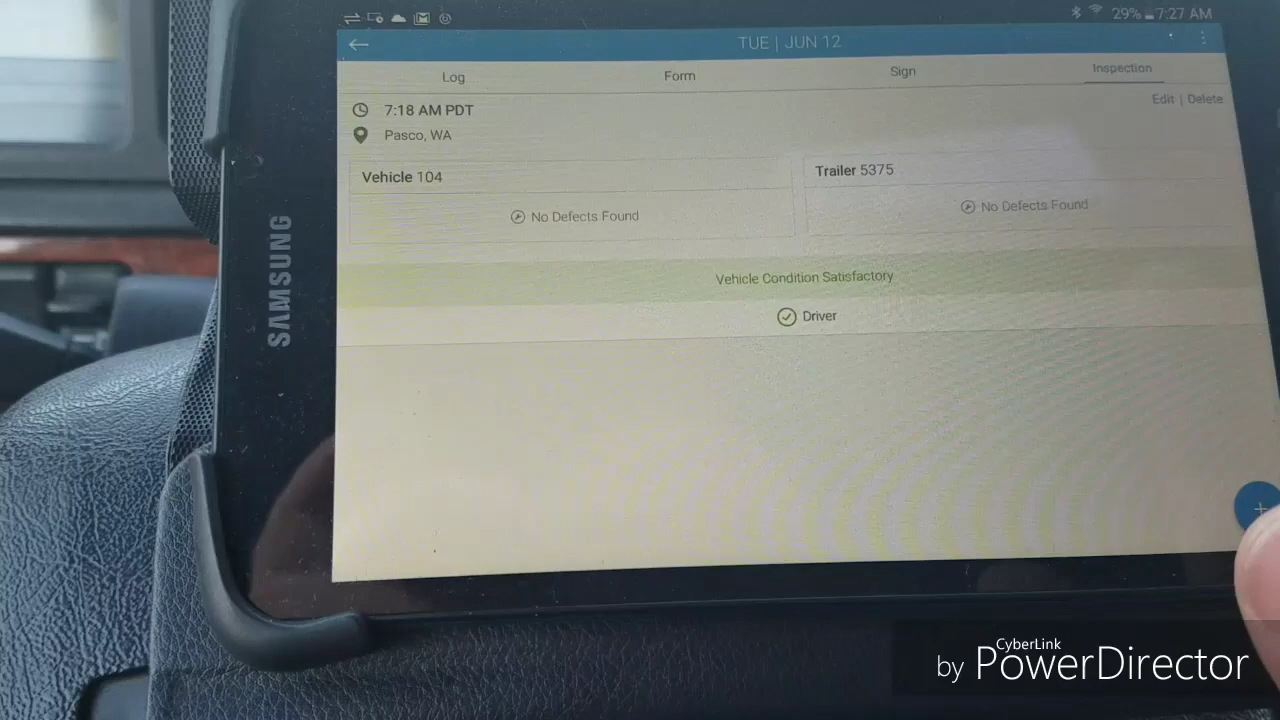 29% 7:27 AM
TUE | JUN 12
Log Form Sign Inspection
7:18 AM PDT
Edit | Delete
Pasco, WA
Vehicle 104
Trailer 5375
No Defects Found
No Defects Found
Vehicle Condition Satisfactory
Driver
SAMSUNG
CyberLink
by PowerDirector